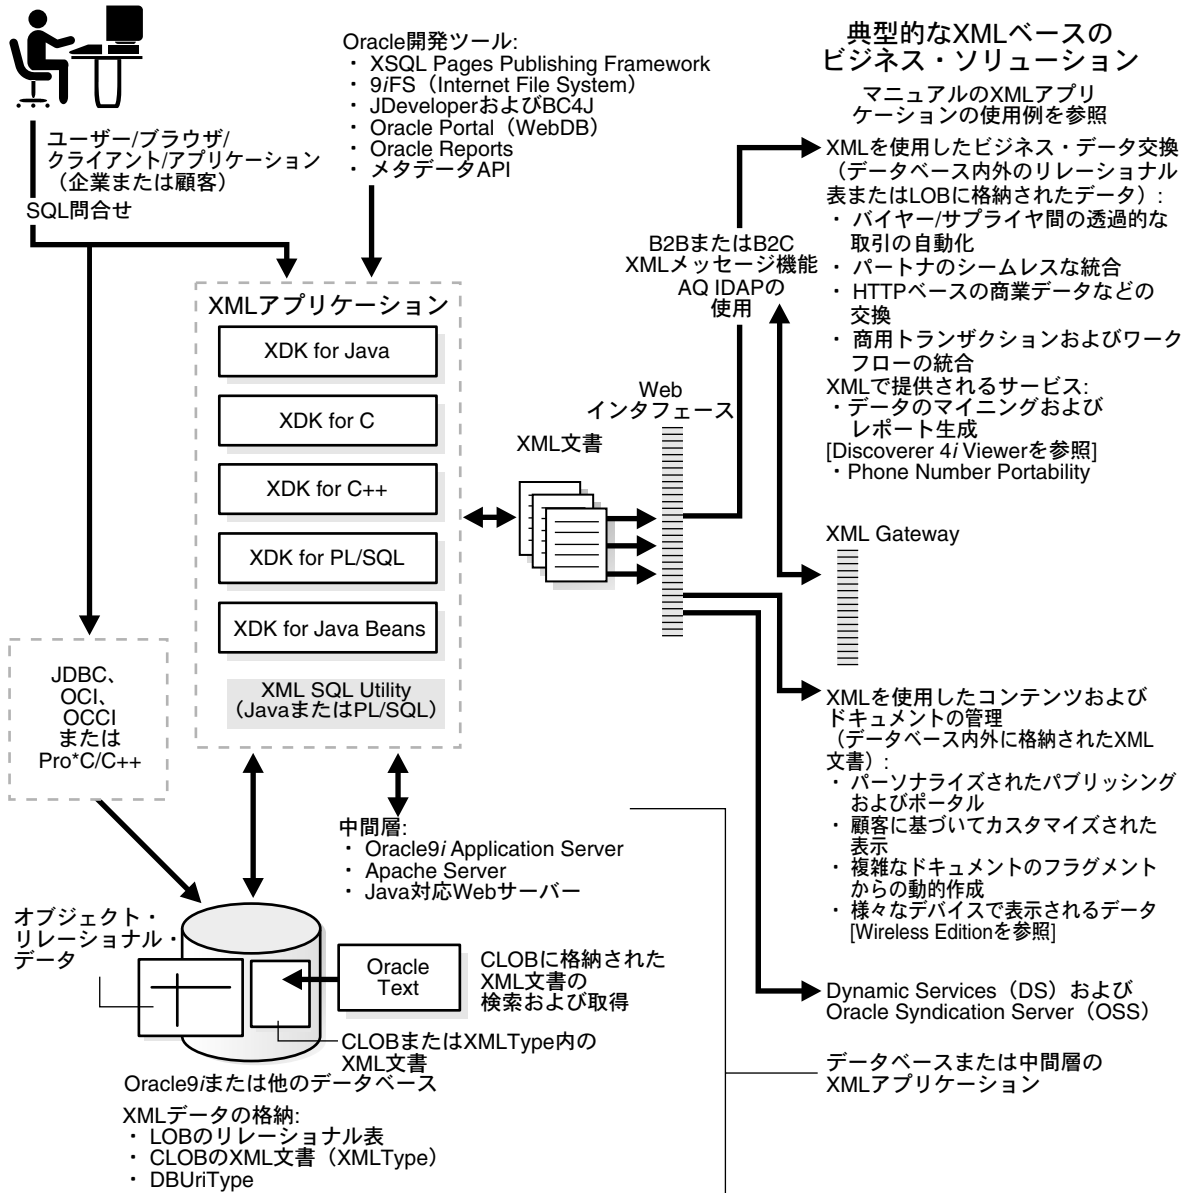 Oracle開発ツール:
・ XSQL Pages Publishing Framework
・ 9iFS（Internet File System）
・ JDeveloperおよびBC4J
・ Oracle Portal（WebDB）
・ Oracle Reports
・ メタデータAPI
ユーザー/ブラウザ/
クライアント/アプリケーション
（企業または顧客）
SQL問合せ
XMLアプリケーション
XDK for Java
XDK for C
XDK for C++
XDK for PL/SQL
XDK for Java Beans
XML SQL Utility
（JavaまたはPL/SQL）
JDBC、
OCI、
OCCI
または
Pro*C/C++
中間層:
・ Oracle9i Application Server
・ Apache Server
・ Java対応Webサーバー
オブジェクト・
リレーショナル・
データ
Oracle
Text
CLOBに格納された
XML文書の
検索および取得
CLOBまたはXMLType内の
XML文書
Oracle9iまたは他のデータベース
XMLデータの格納:
・ LOBのリレーショナル表
・ CLOBのXML文書（XMLType）
・ DBUriType
XML文書
Web
インタフェース
B2BまたはB2C
XMLメッセージ機能
AQ IDAPの
使用
典型的なXMLベースの
ビジネス・ソリューション
マニュアルのXMLアプリ
ケーションの使用例を参照
XMLを使用したビジネス・データ交換
（データベース内外のリレーショナル
表またはLOBに格納されたデータ）:
・ バイヤー/サプライヤ間の透過的な
取引の自動化
・ パートナのシームレスな統合
・ HTTPベースの商業データなどの
交換
・ 商用トランザクションおよびワーク
フローの統合
XMLで提供されるサービス:
・データのマイニングおよび
レポート生成
[Discoverer 4i Viewerを参照]
・Phone Number Portability
XML Gateway
XMLを使用したコンテンツおよび
ドキュメントの管理
（データベース内外に格納されたXML
文書）:
・ パーソナライズされたパブリッシング
およびポータル
・ 顧客に基づいてカスタマイズされた
表示
・ 複雑なドキュメントのフラグメント
からの動的作成
・ 様々なデバイスで表示されるデータ
[Wireless Editionを参照]
Dynamic Services（DS）および
Oracle Syndication Server（OSS）
データベースまたは中間層の
XMLアプリケーション